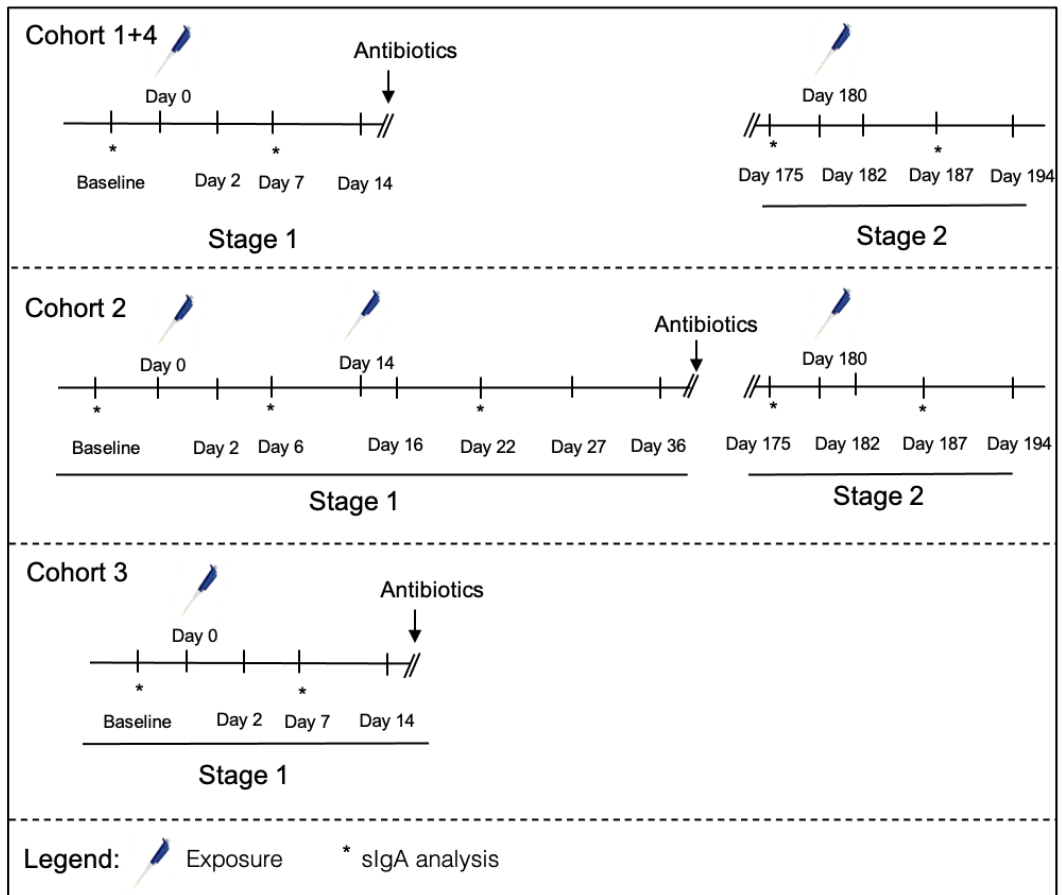 Cohort 1+4
Antibiotics
Day 0
Day 180
* * * *
Baseline Day 2 Day 7 Day 14 Day 175 Day 182 Day 187 Day 194
Stage 1 Stage 2
Cohort 2
Antibiotics
Day 0 Day 14 Day 180
* * * * *
Baseline Day 2 Day 6 Day 16 Day 22 Day 27 Day 36 Day 175 Day 182 Day 187 Day 194
Stage 1 Stage 2
Cohort 3
Antibiotics
Day 0
* *
Baseline Day 2 Day 7 Day 14
Stage 1
Legend: Exposure * sIgA analysis